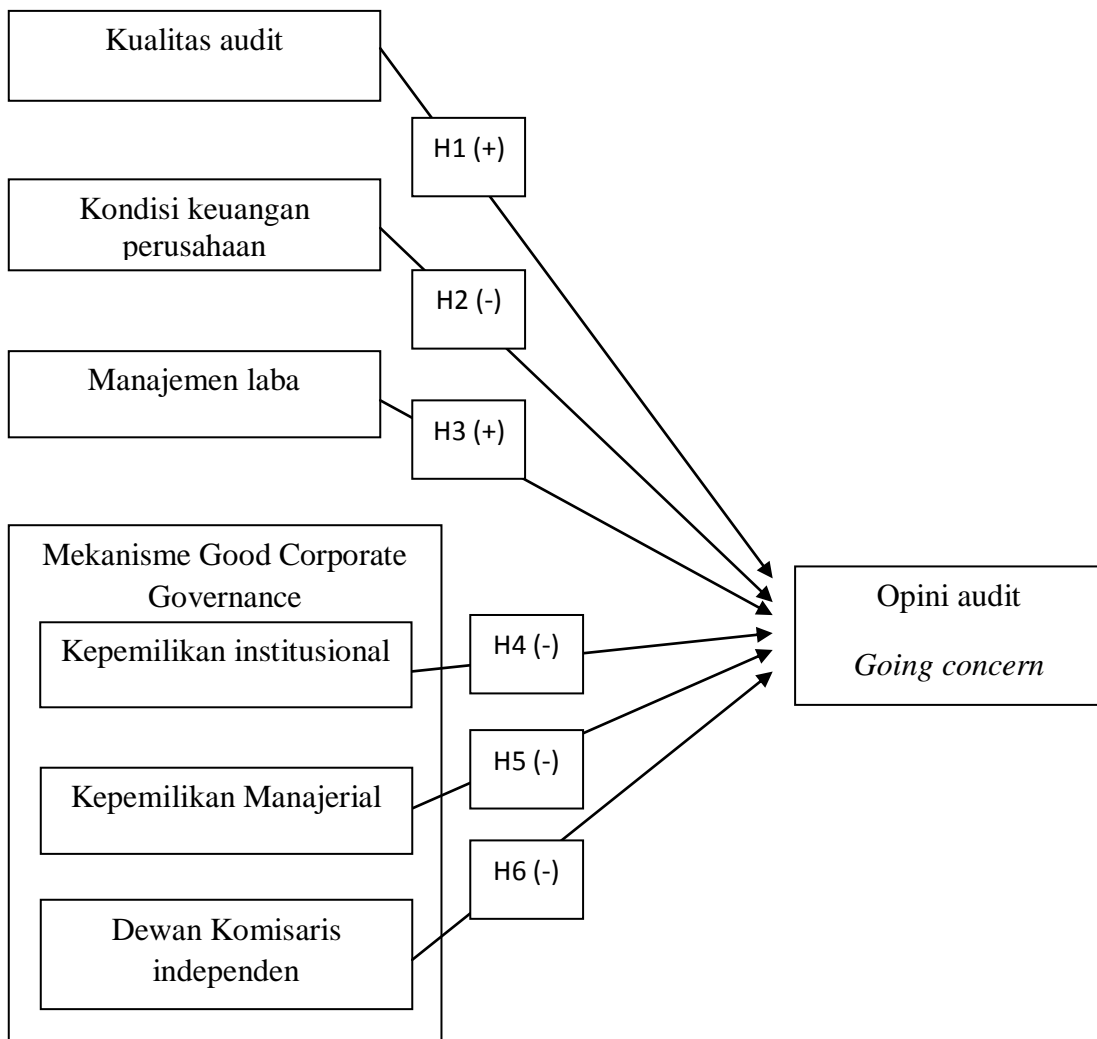 Kualitas audit
H1 (+)
Kondisi keuangan
perusahaan
H2 (-)
Manajemen laba
H3 (+)
Mekanisme Good Corporate
Governance
Kepemilikan institusional
H4 (-)
Opini audit
Going concern
Kepemilikan Manajerial
H5 (-)
H6 (-)
Dewan Komisaris
independen